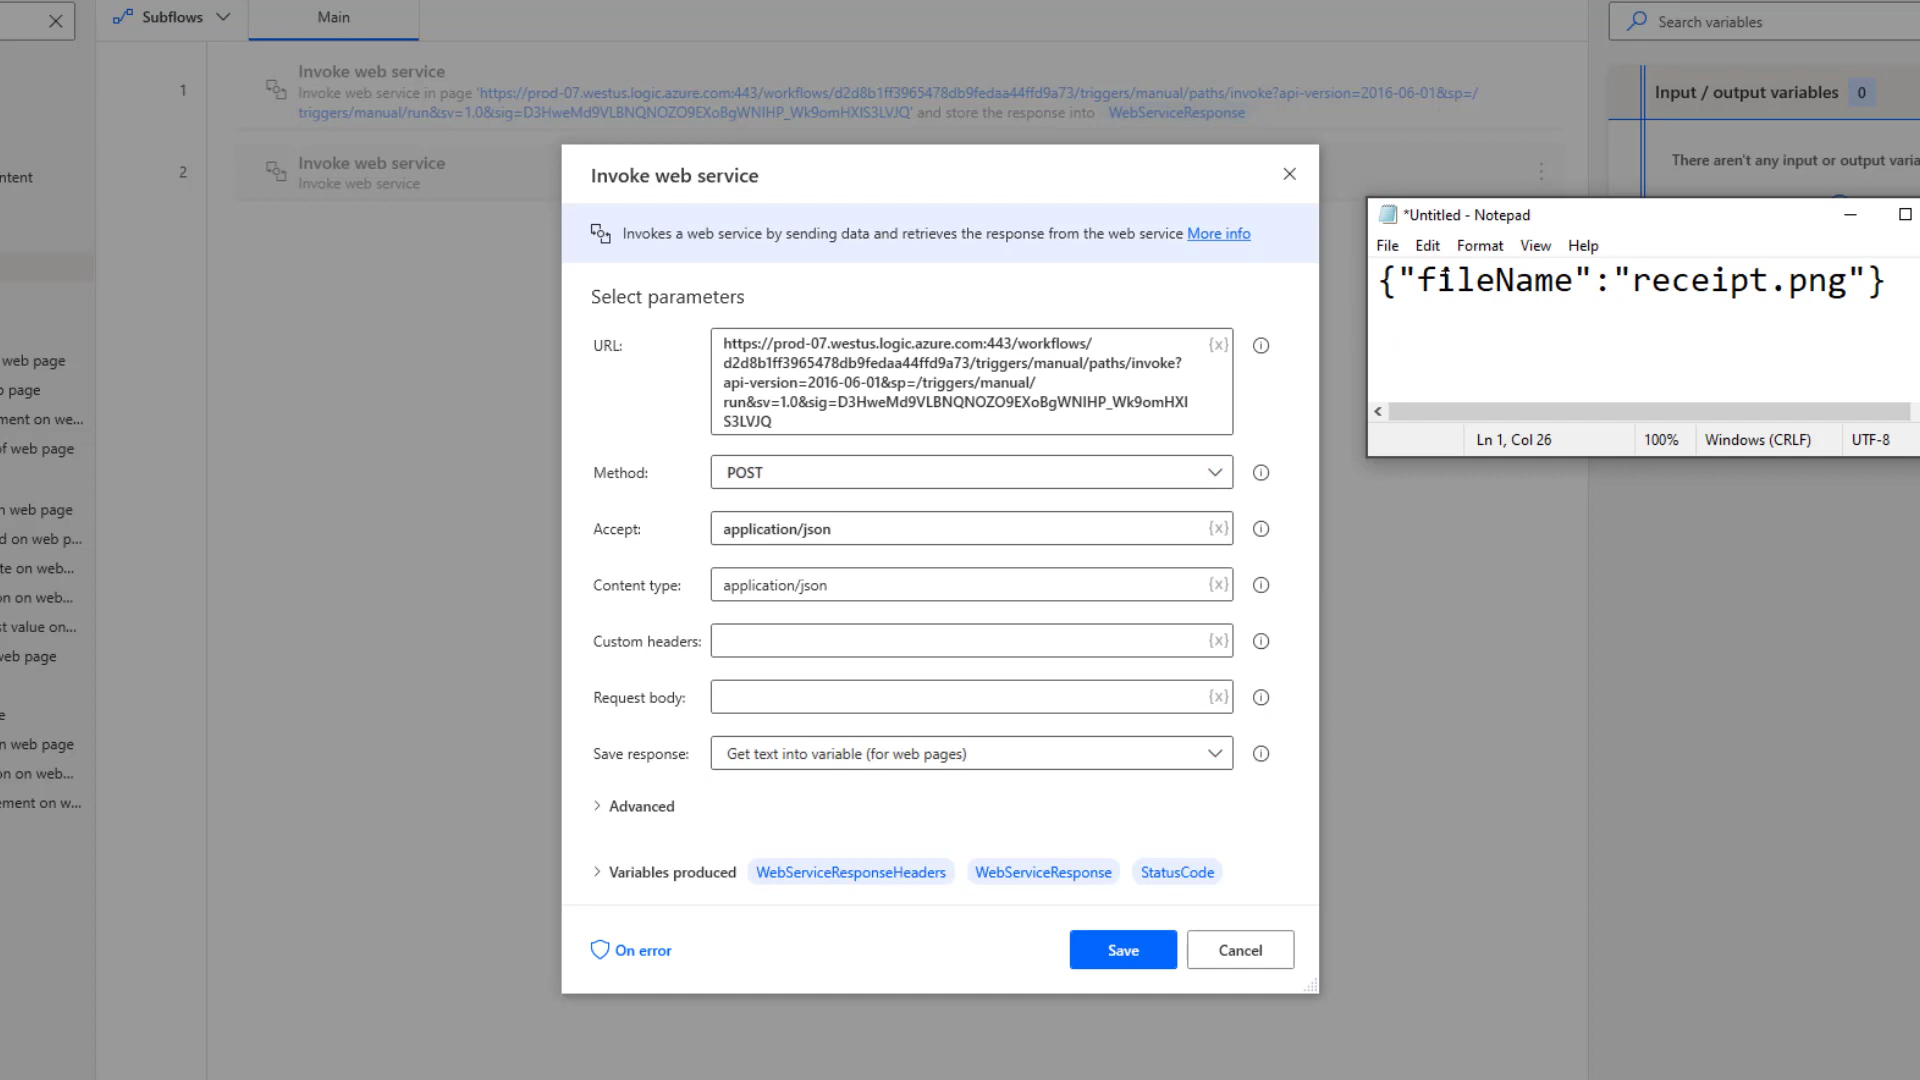 Subflows
Main
Search variables
1
Invoke web service
Invoke web service in page 'https://prod-07.westus.logic.azure.com:443/workflows/d2d8b1ff3965478db9fedaa44ffd9a73/triggers/manual/paths/invoke?api-version=2016-06-01&sp=/
triggers/manual/run&sv=1.0&sig=D3HweMd9VLBNQNOZO9EXoBgWNIHP_Wk9omHXIS3LVJQ' and store the response into WebServiceResponse
2
Invoke web service
Invoke web service
Input / output variables 0
There aren't any input or output varia
ntent
web page
page
ment on we...
of web page
web page
d on web p...
te on web...
on on web...
st value on...
web page
e
n web page
on on web...
ement on w...
Invoke web service
Invokes a web service by sending data and retrieves the response from the web service More info
Select parameters
URL:
https://prod-07.westus.logic.azure.com:443/workflows/
d2d8b1ff3965478db9fedaa44ffd9a73/triggers/manual/paths/invoke?
api-version=2016-06-01&sp=/triggers/manual/
run&sv=1.0&sig=D3HweMd9VLBNQNOZO9EXoBgWNIHP_Wk9omHXI
S3LVJQ
{x}
Method: POST
Accept: application/json {x}
Content type: application/json {x}
Custom headers: {x}
Request body: {x}
Save response: Get text into variable (for web pages)
Advanced
Variables produced WebServiceResponseHeaders WebServiceResponse StatusCode
On error
Save
Cancel
*Untitled - Notepad
File Edit Format View Help
{"fileName":"receipt.png"}
Ln 1, Col 26 100% Windows (CRLF) UTF-8